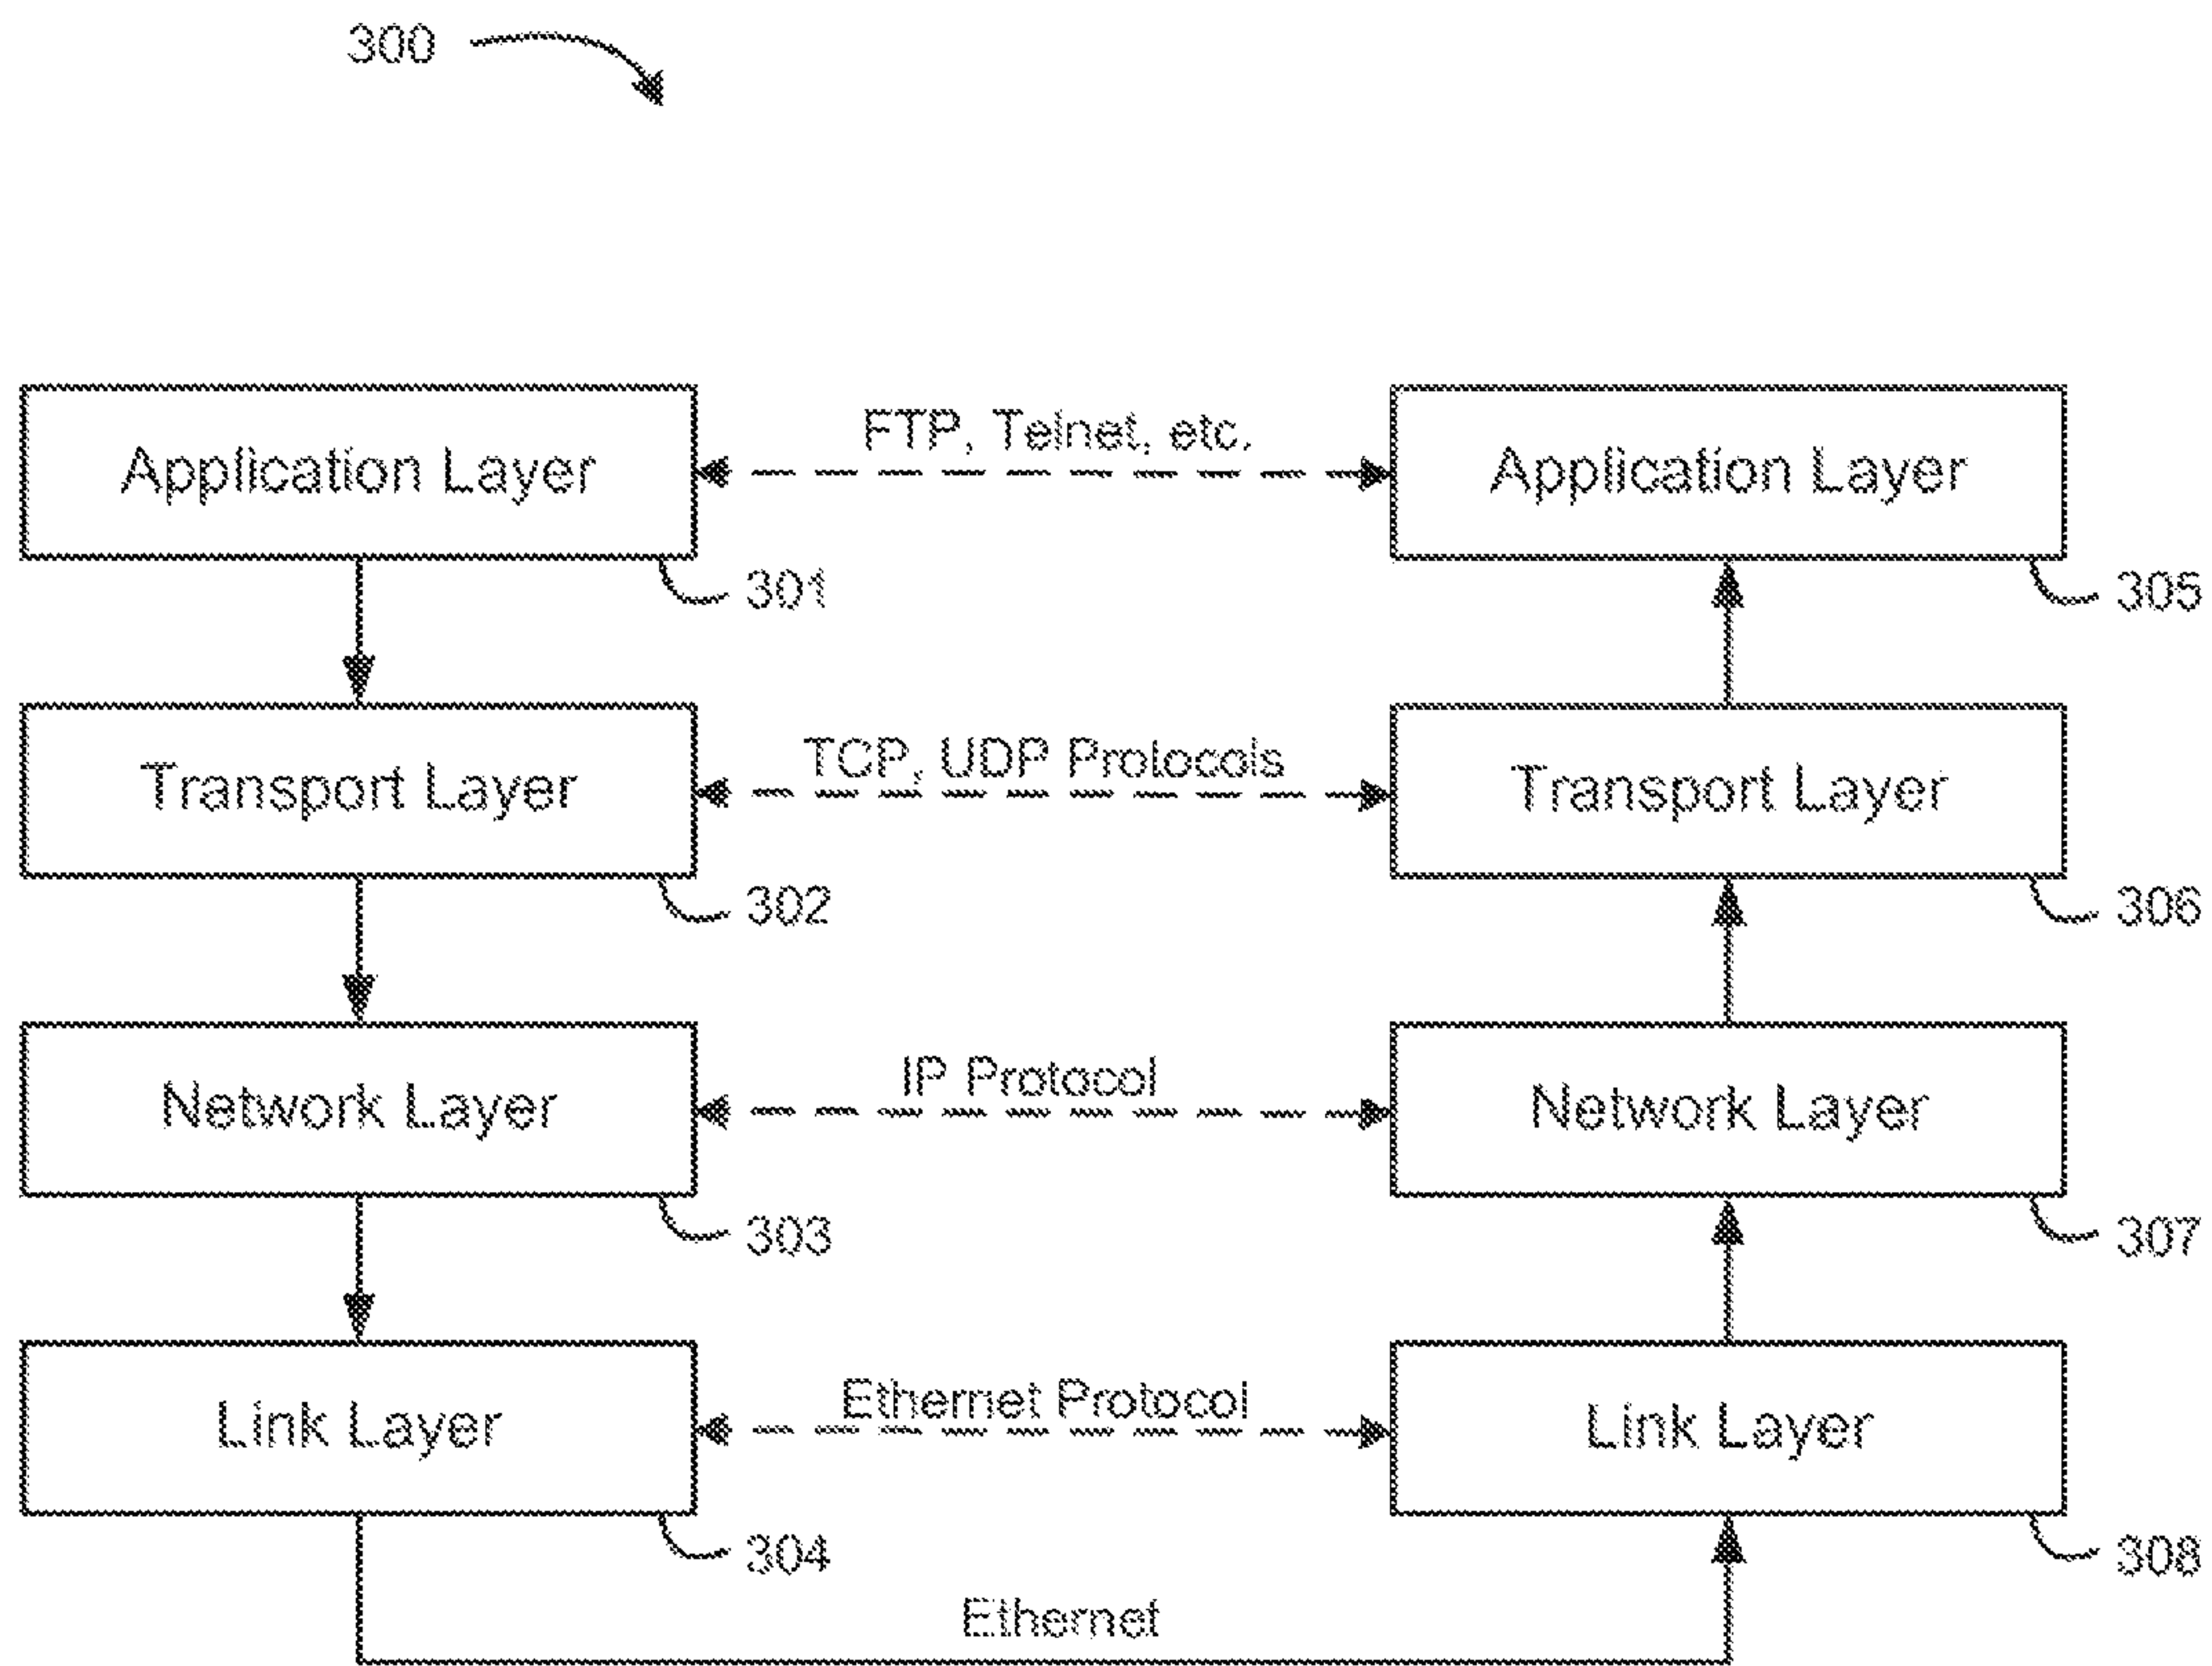 300
FTP, Telnet, etc.
Application Layer
Application Layer
301
305
TCP, UDP Protocols
Transport Layer
Transport Layer
302
306
IP Protocol
Network Layer
Network Layer
303
307
Ethernet Protocol
Link Layer
Link Layer
304
308
Ethernet